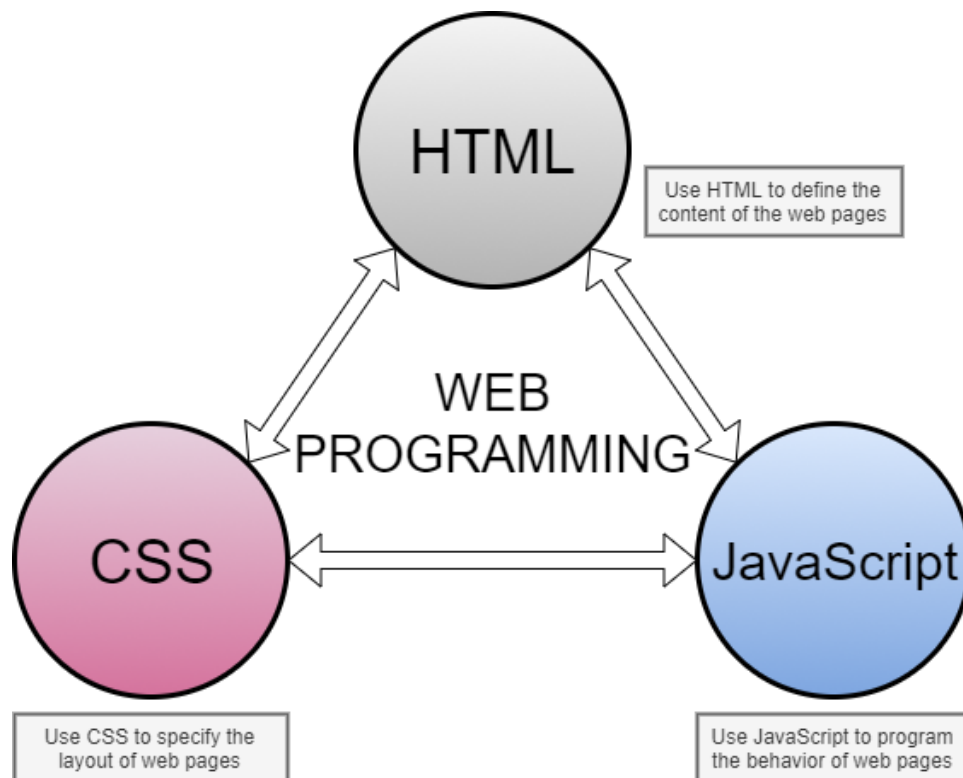 HTML
Use HTML to define the
content of the web pages
WEB
PROGRAMMING
CSS
JavaScript
Use CSS to specify the
layout of web pages
Use JavaScript to program
the behavior of web pages